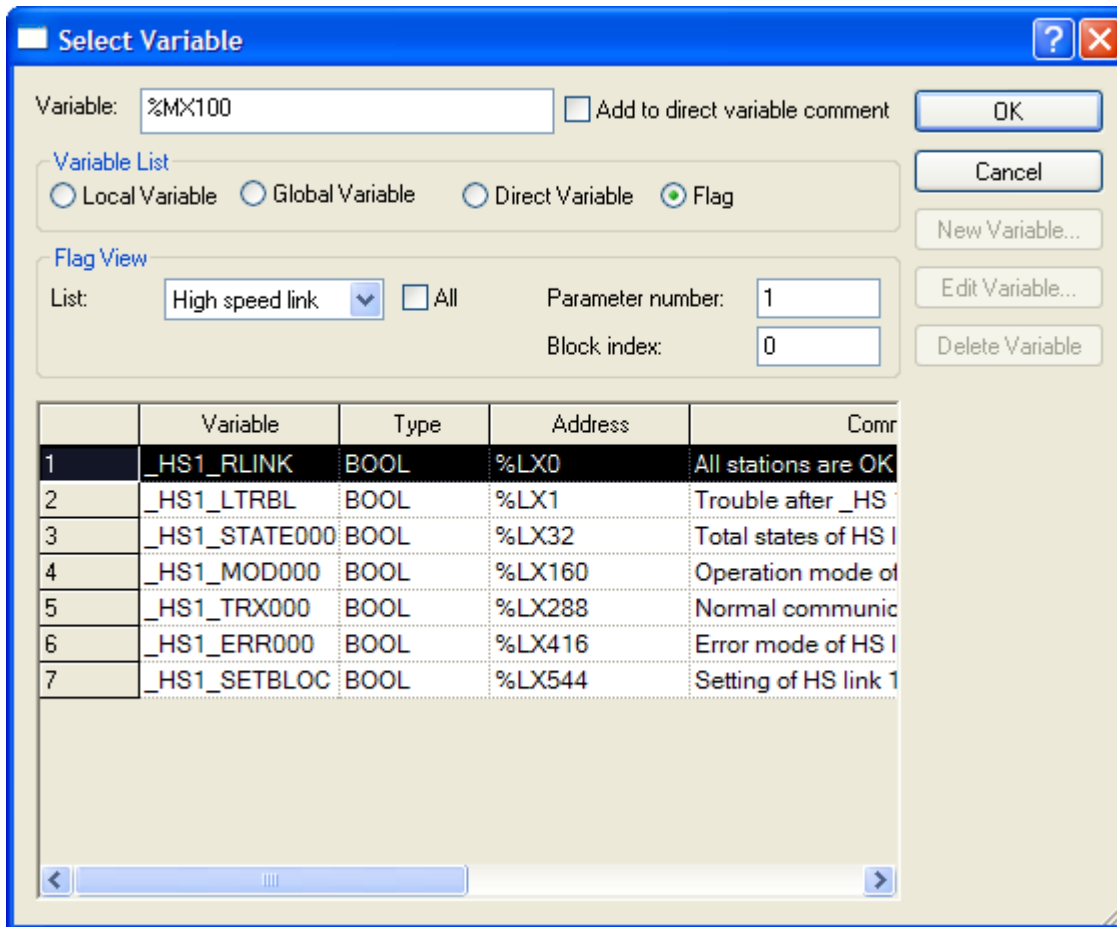 Select Variable
Variable: %MX100 Add to direct variable comment OK
Variable List Cancel
Local Variable Global Variable Direct Variable Flag
New Variable...
Flag View
List: High speed link All Parameter number: 1 Edit Variable...
Block index: 0 Delete Variable
Variable Type Address Comm
1 _HS1_RLINK BOOL %LX0 All stations are OK
2 _HS1_LTRBL BOOL %LX1 Trouble after _HS
3 _HS1_STATE000 BOOL %LX32 Total states of HS l
4 _HS1_MOD000 BOOL %LX160 Operation mode of
5 _HS1_TRX000 BOOL %LX288 Normal communic
6 _HS1_ERR000 BOOL %LX416 Error mode of HS l
7 _HS1_SETBLOC BOOL %LX544 Setting of HS link 1